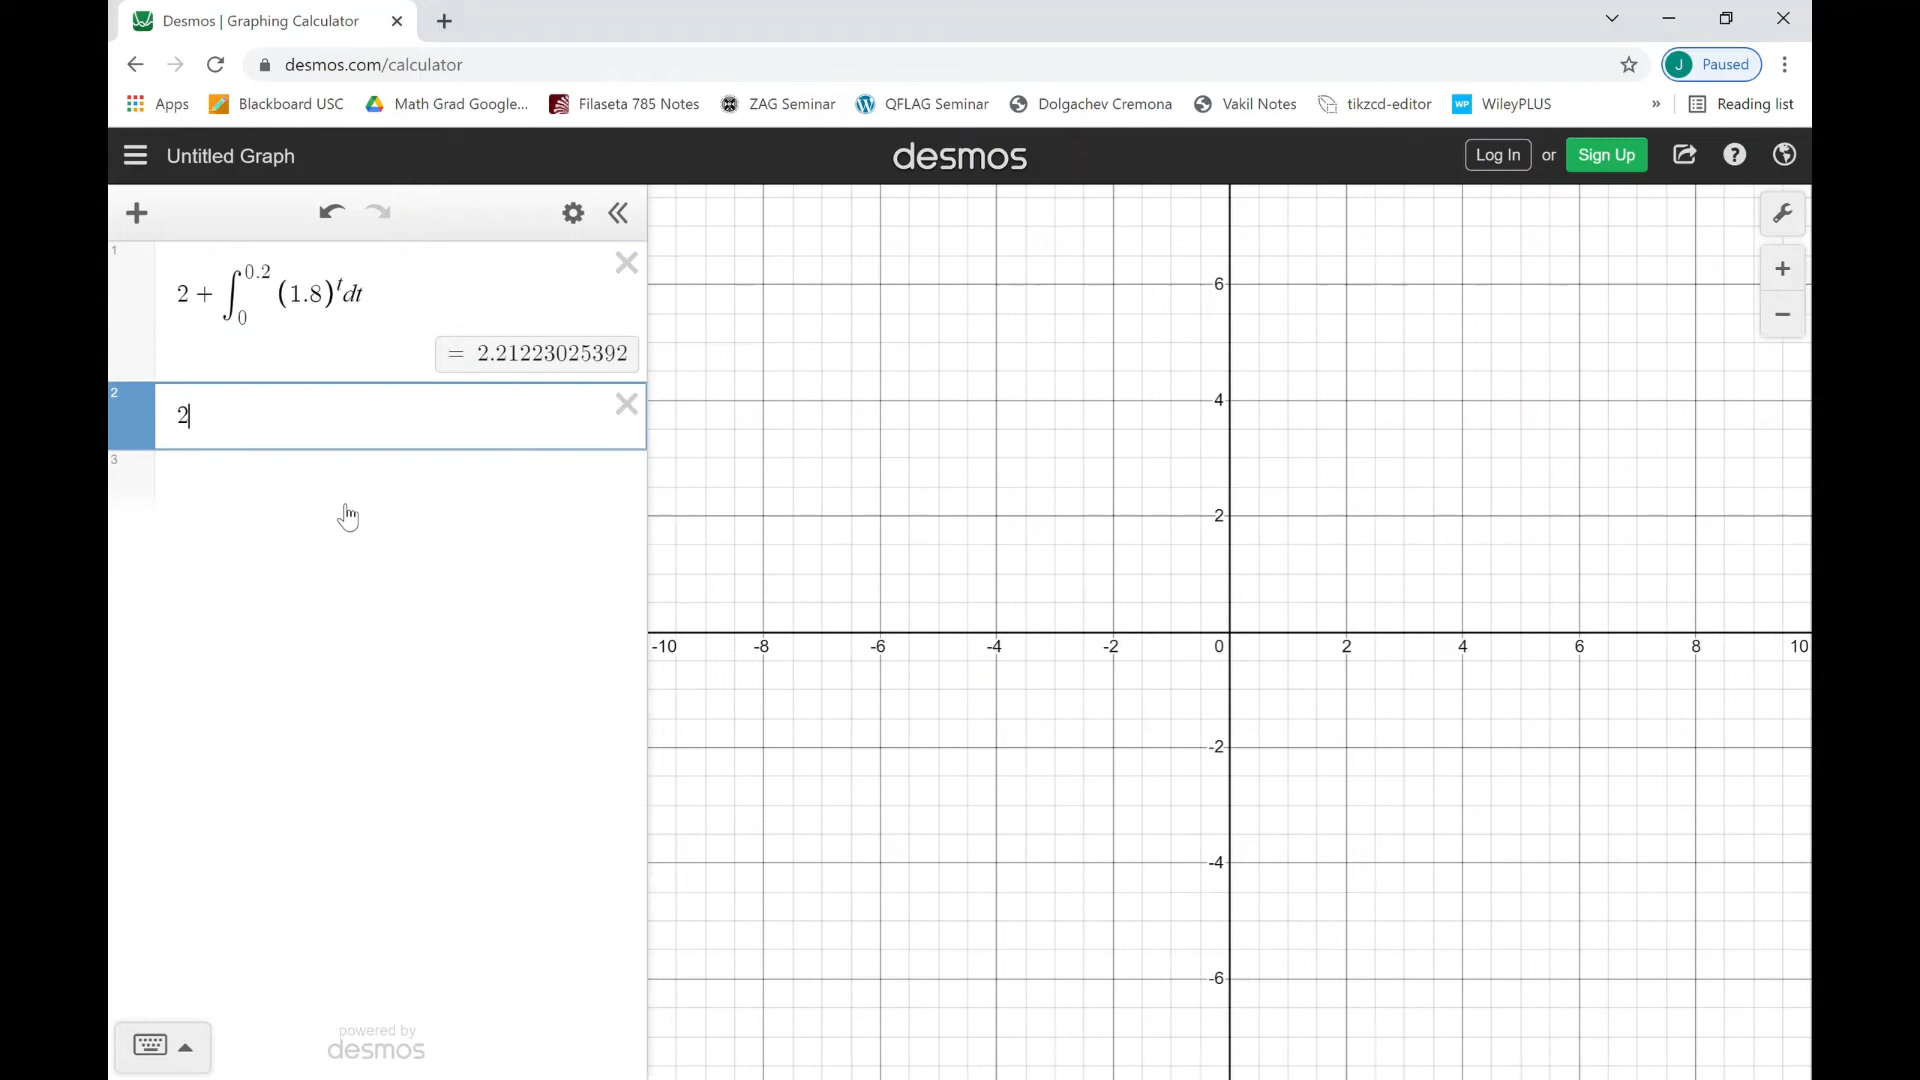 Desmos | Graphing Calculator
desmos.com/calculator
J Paused
Apps Blackboard USC Math Grad Google... Filaseta 785 Notes ZAG Seminar QFLAG Seminar Dolgachev Cremona Vakil Notes tikzcd-editor WP WileyPLUS » Reading list
Untitled Graph desmos Log In or Sign Up
1
2 + ∫_0^{0.2} (1.8)^t dt
= 2.21223025392
2
2
3
6
4
2
-10 -8 -6 -4 -2 0 2 4 6 8 10
-2
-4
-6
powered by
desmos